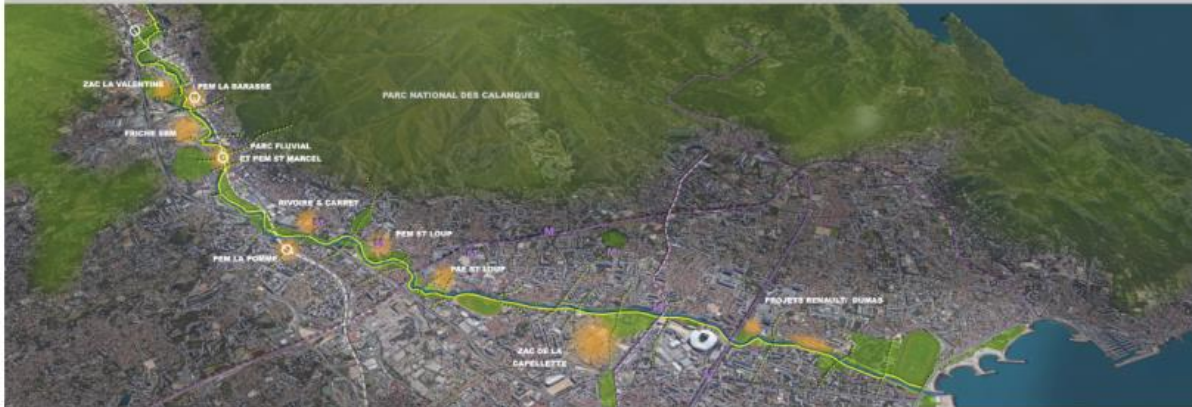 ZAC LA VALENTINE
PEM LA BARASSE
PARC NATIONAL DES CALANQUES
FRICHE SBM
PARC FLUVIAL
ET PEM ST MARCEL
RIVOIRE & CARRET
PEM ST LOUP
M
PEM LA POMME
PAE ST LOUP
PROJETS RENAULT/ DUMAS
ZAC DE LA
CAPELLETTE